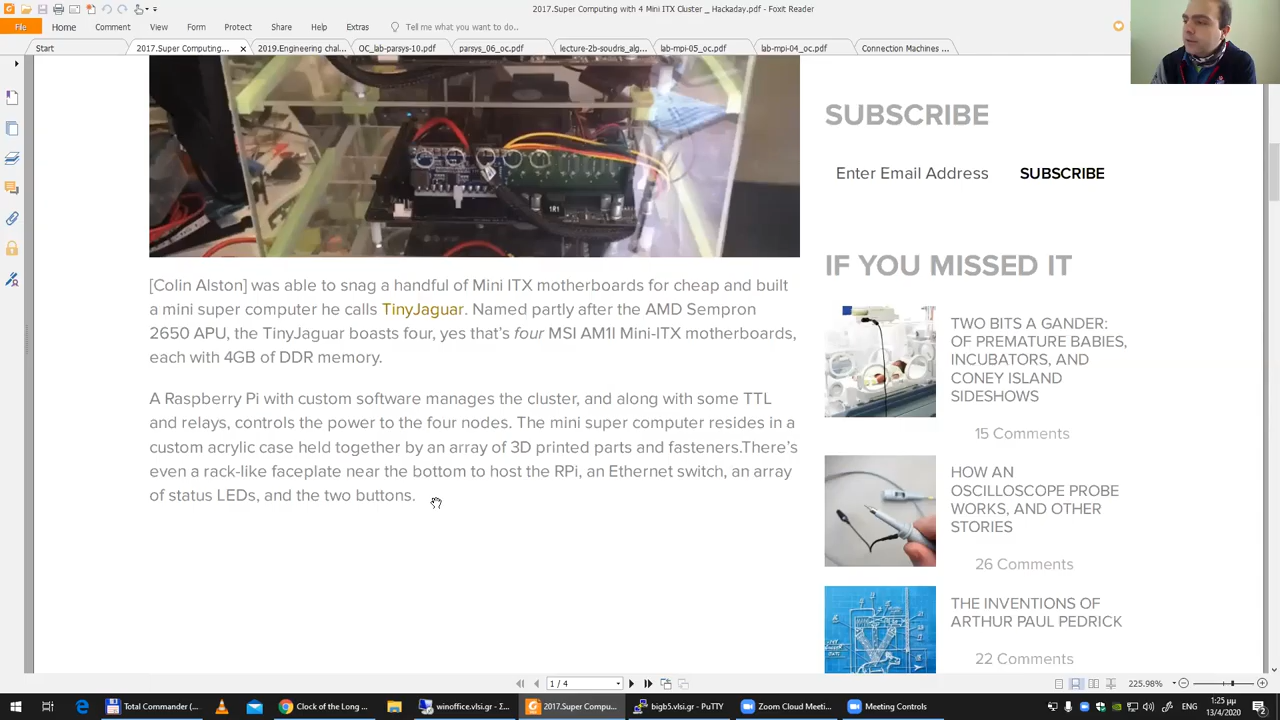 2017.Super Computing with 4 Mini ITX Cluster _ Hackaday.pdf - Foxit Reader
File Home Comment View Form Protect Share Help Extras Tell me what you want to do...
Start 2017.Super Computing... 2019.Engineering chal... OC_lab-parsys-10.pdf parsys_06_oc.pdf lecture-2b-soudris_alg... lab-mpi-05_oc.pdf lab-mpi-04_oc.pdf Connection Machines ...
[Colin Alston] was able to snag a handful of Mini ITX motherboards for cheap and built
a mini super computer he calls TinyJaguar. Named partly after the AMD Sempron
2650 APU, the TinyJaguar boasts four, yes that's four MSI AM1I Mini-ITX motherboards,
each with 4GB of DDR memory.
A Raspberry Pi with custom software manages the cluster, and along with some TTL
and relays, controls the power to the four nodes. The mini super computer resides in a
custom acrylic case held together by an array of 3D printed parts and fasteners.There's
even a rack-like faceplate near the bottom to host the RPi, an Ethernet switch, an array
of status LEDs, and the two buttons.
SUBSCRIBE
Enter Email Address SUBSCRIBE
IF YOU MISSED IT
TWO BITS A GANDER:
OF PREMATURE BABIES,
INCUBATORS, AND
CONEY ISLAND
SIDESHOWS
15 Comments
HOW AN
OSCILLOSCOPE PROBE
WORKS, AND OTHER
STORIES
26 Comments
THE INVENTIONS OF
ARTHUR PAUL PEDRICK
22 Comments
1 / 4
225.98%
Total Commander (... Clock of the Long ... winoffice.vlsi.gr - Σ... 2017.Super Compu... bigb5.vlsi.gr - PuTTY Zoom Cloud Meeti... Meeting Controls
1:25 μμ
13/4/2020